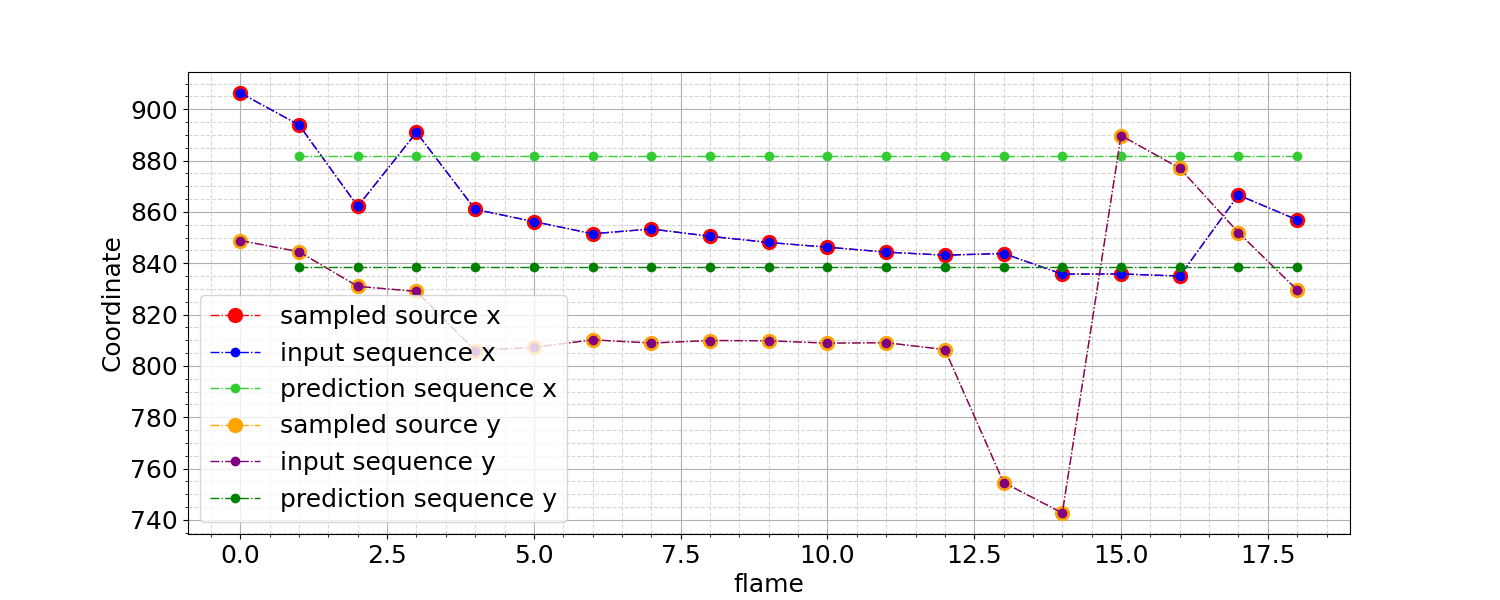 900
880
860
840
820
800
780
760
740
Coordinate
sampled source x
input sequence x
prediction sequence x
sampled source y
input sequence y
prediction sequence y
0.0 2.5 5.0 7.5 10.0 12.5 15.0 17.5
flame